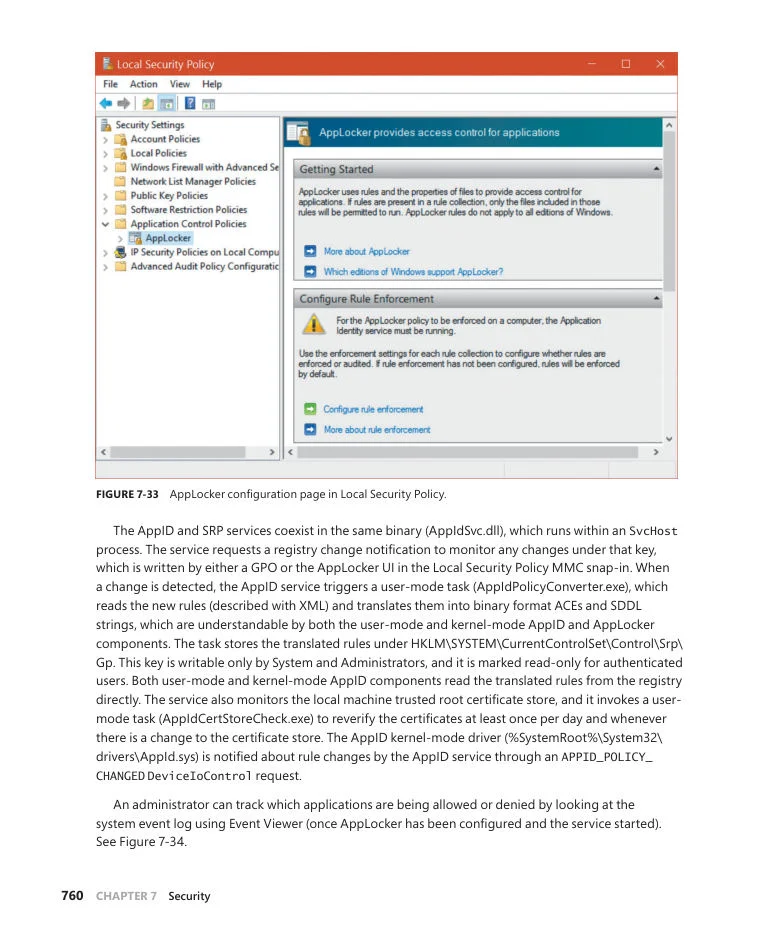 Local Security Policy
File Action View Help
Security Settings
Account Policies
Local Policies
Windows Firewall with Advanced Se
Network List Manager Policies
Public Key Policies
Software Restriction Policies
Application Control Policies
AppLocker
IP Security Policies on Local Compu
Advanced Audit Policy Configuratic
AppLocker provides access control for applications
Getting Started
AppLocker uses rules and the properties of files to provide access control for
applications. If rules are present in a rule collection, only the files included in those
rules will be permitted to run. AppLocker rules do not apply to all editions of Windows.
More about AppLocker
Which editions of Windows support AppLocker?
Configure Rule Enforcement
For the AppLocker policy to be enforced on a computer, the Application
Identity service must be running.
Use the enforcement settings for each rule collection to configure whether rules are
enforced or audited. If rule enforcement has not been configured, rules will be enforced
by default.
Configure rule enforcement
More about rule enforcement
FIGURE 7-33 AppLocker configuration page in Local Security Policy.
The AppID and SRP services coexist in the same binary (AppIdSvc.dll), which runs within an SvcHost
process. The service requests a registry change notification to monitor any changes under that key,
which is written by either a GPO or the AppLocker UI in the Local Security Policy MMC snap-in. When
a change is detected, the AppID service triggers a user-mode task (AppIdPolicyConverter.exe), which
reads the new rules (described with XML) and translates them into binary format ACEs and SDDL
strings, which are understandable by both the user-mode and kernel-mode AppID and AppLocker
components. The task stores the translated rules under HKLM\SYSTEM\CurrentControlSet\Control\Srp\
Gp. This key is writable only by System and Administrators, and it is marked read-only for authenticated
users. Both user-mode and kernel-mode AppID components read the translated rules from the registry
directly. The service also monitors the local machine trusted root certificate store, and it invokes a user-
mode task (AppIdCertStoreCheck.exe) to reverify the certificates at least once per day and whenever
there is a change to the certificate store. The AppID kernel-mode driver (%SystemRoot%\System32\
drivers\AppId.sys) is notified about rule changes by the AppID service through an APPID_POLICY_
CHANGED DeviceIoControl request.
An administrator can track which applications are being allowed or denied by looking at the
system event log using Event Viewer (once AppLocker has been configured and the service started).
See Figure 7-34.
760 CHAPTER 7 Security